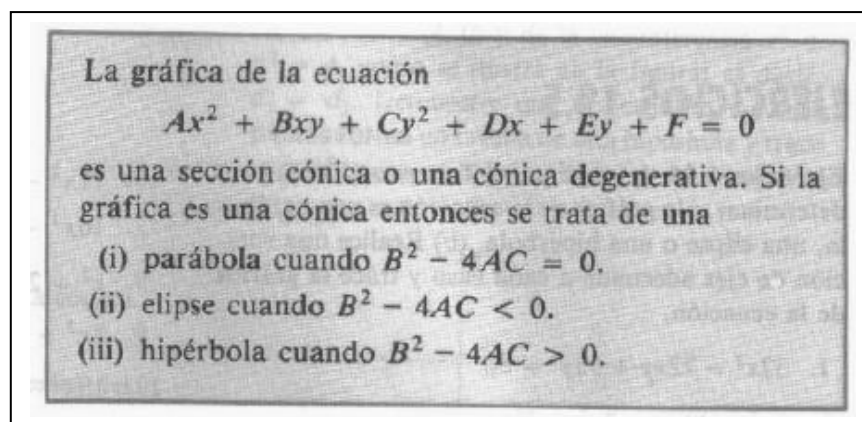 La gráfica de la ecuación
Ax² + Bxy + Cy² + Dx + Ey + F = 0
es una sección cónica o una cónica degenerativa. Si la
gráfica es una cónica entonces se trata de una
(i) parábola cuando B² − 4AC = 0.
(ii) elipse cuando B² − 4AC < 0.
(iii) hipérbola cuando B² − 4AC > 0.